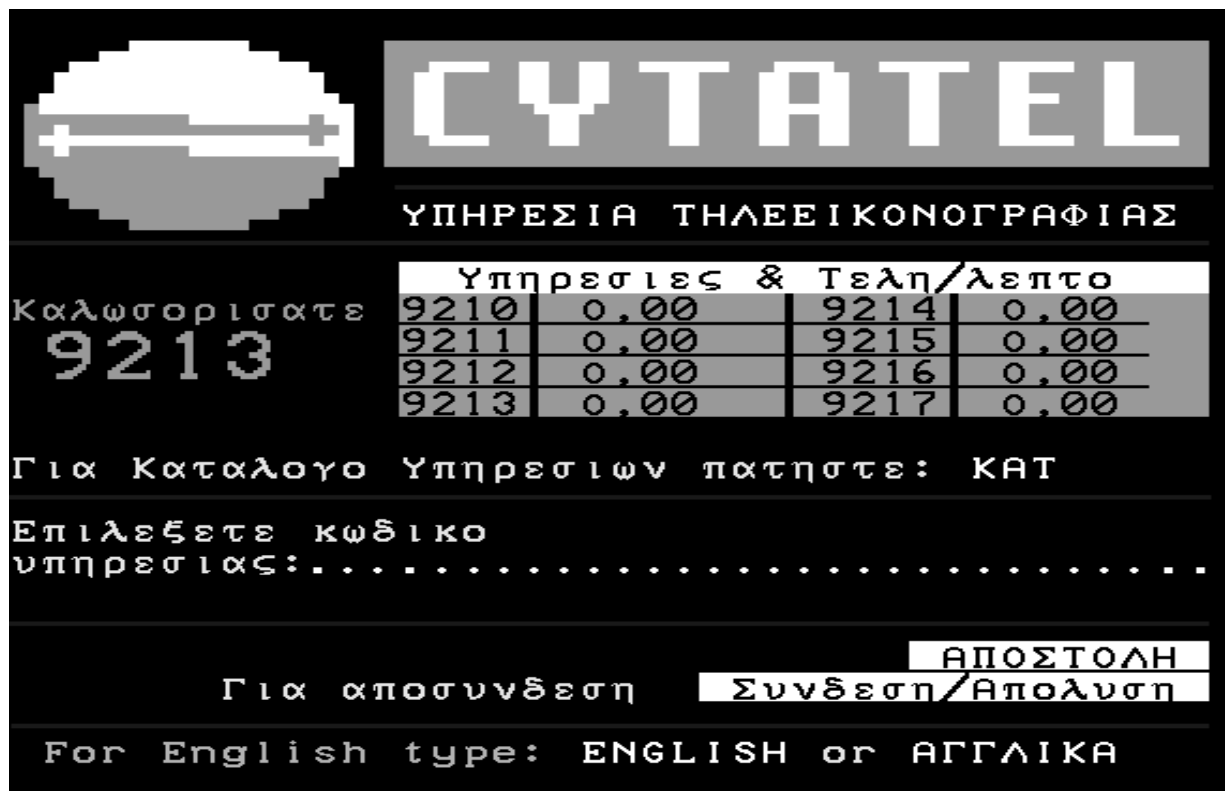 CYTATEL
ΥΠΗΡΕΣΙΑ ΤΗΛΕΕΙΚΟΝΟΓΡΑΦΙΑΣ
Υπηρεσιες & Τελη/λεπτο
Καλωσορισατε
9213
9210 0,00 9214 0,00
9211 0,00 9215 0,00
9212 0,00 9216 0,00
9213 0,00 9217 0,00
Για Καταλογο Υπηρεσιων πατηστε: ΚΑΤ
Επιλεξετε κωδικο
υπηρεσιας:..............................
ΑΠΟΣΤΟΛΗ
Για αποσυνδεση Συνδεση/Απολυση
For English type: ENGLISH or ΑΓΓΛΙΚΑ